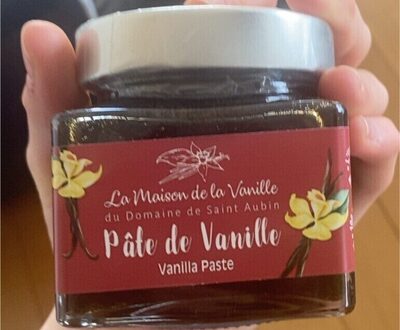 La Maison de la Vanille
du Domaine de Saint Aubin
Pâte de Vanille
Vanilla Paste